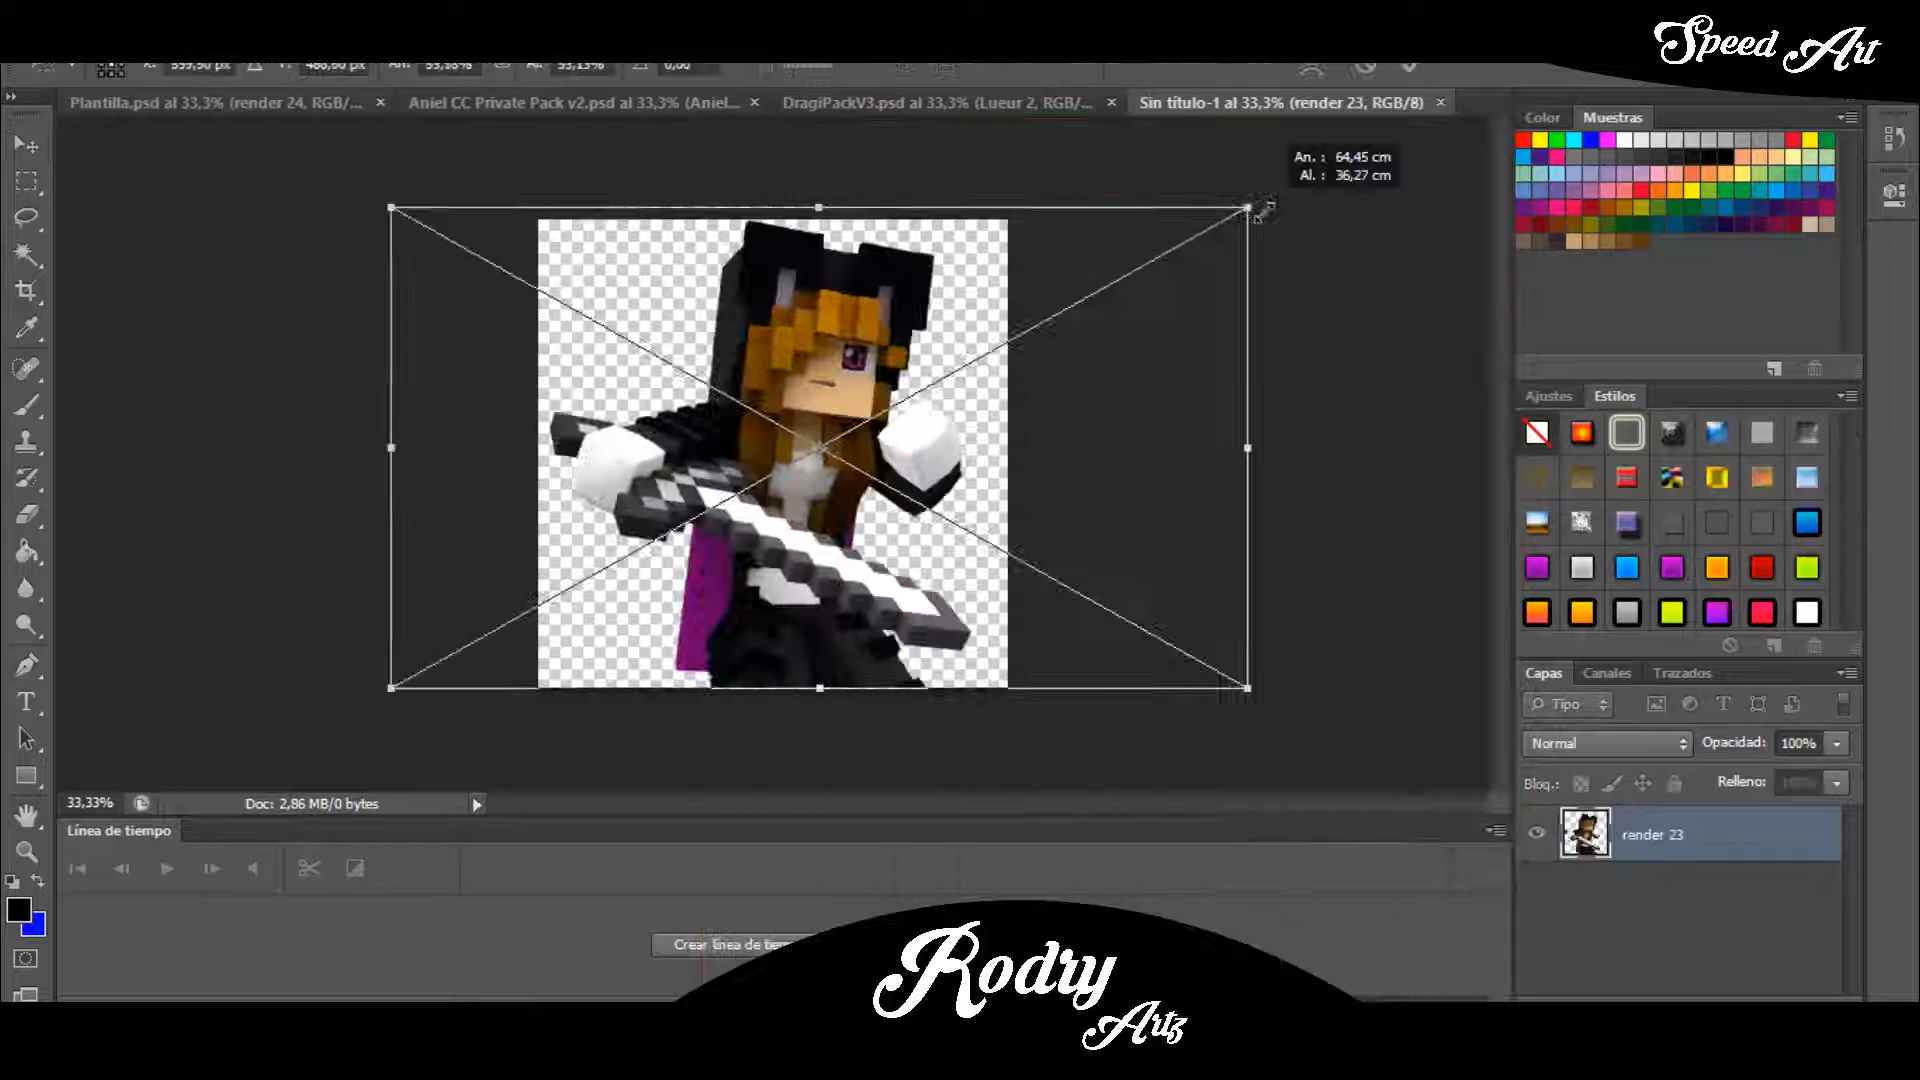 Speed Art
Plantilla.psd al 33,3% (render 24, RGB/... ×
Aniel CC Private Pack v2.psd al 33,3% (Aniel... ×
DragiPackV3.psd al 33,3% (Lueur 2, RGB/... ×
Sin título-1 al 33,3% (render 23, RGB/8) ×
Color Muestras
An. : 64,45 cm
Al. : 36,27 cm
Ajustes Estilos
Capas Canales Trazados
Tipo
Normal Opacidad: 100%
Bloq.: Relleno:
render 23
33,33% Doc: 2,86 MB/0 bytes
Línea de tiempo
Crear línea de
Rodry
Artz